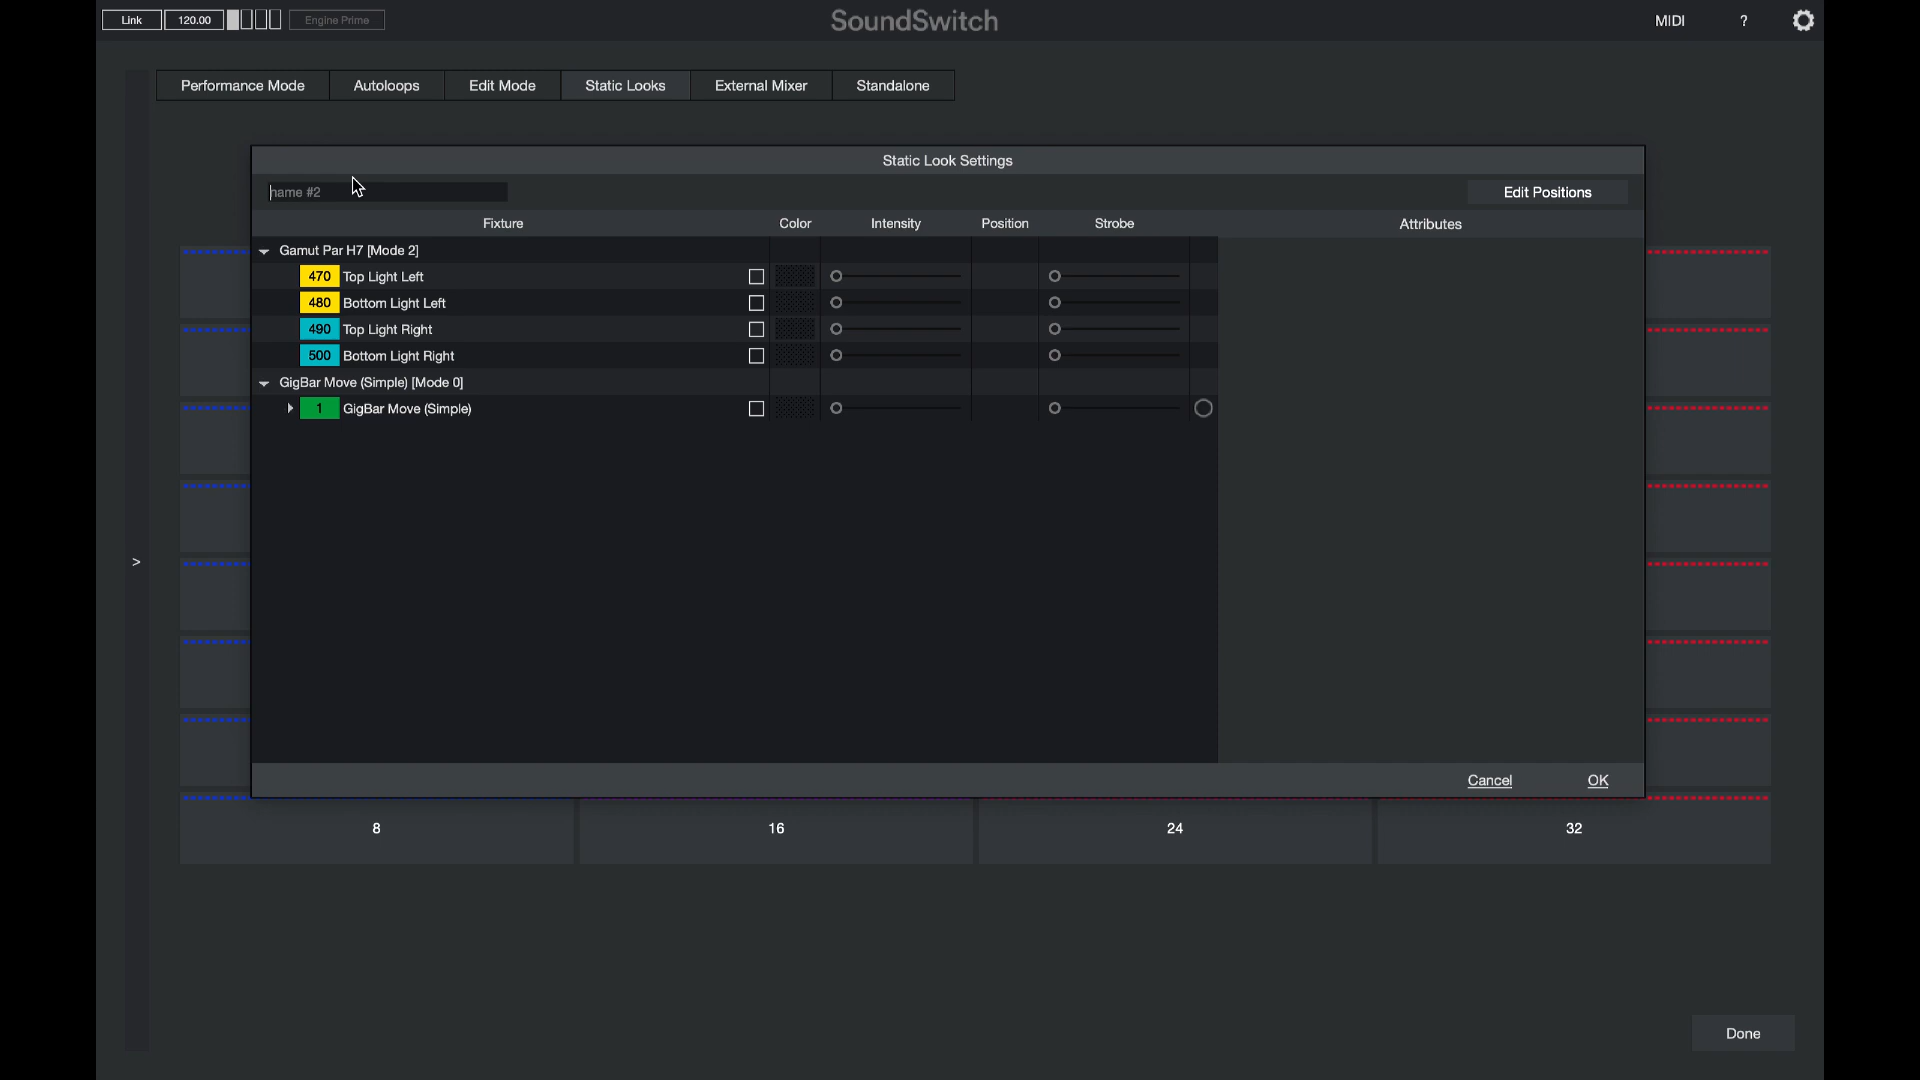 Link 120.00 Engine Prime SoundSwitch MIDI ?
Performance Mode Autoloops Edit Mode Static Looks External Mixer Standalone
Static Look Settings
name #2 Edit Positions
Fixture Color Intensity Position Strobe Attributes
Gamut Par H7 [Mode 2]
470 Top Light Left
480 Bottom Light Left
490 Top Light Right
500 Bottom Light Right
GigBar Move (Simple) [Mode 0]
1 GigBar Move (Simple)
>
Cancel OK
8 16 24 32
Done